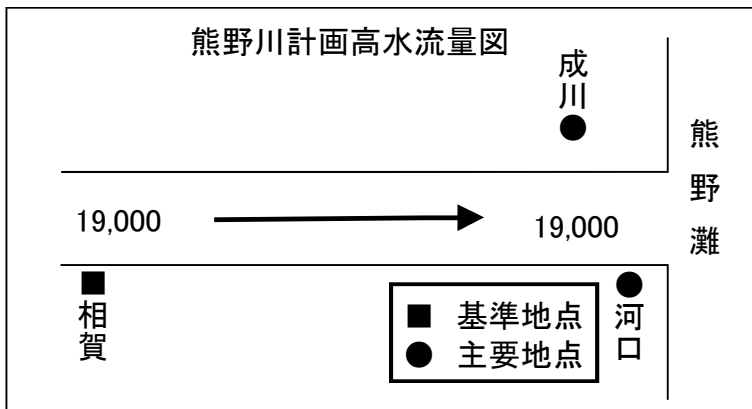 熊野川計画高水流量図
成川
●
熊野灘
19,000
19,000
■
相賀
■ 基準地点
● 主要地点
●
河口